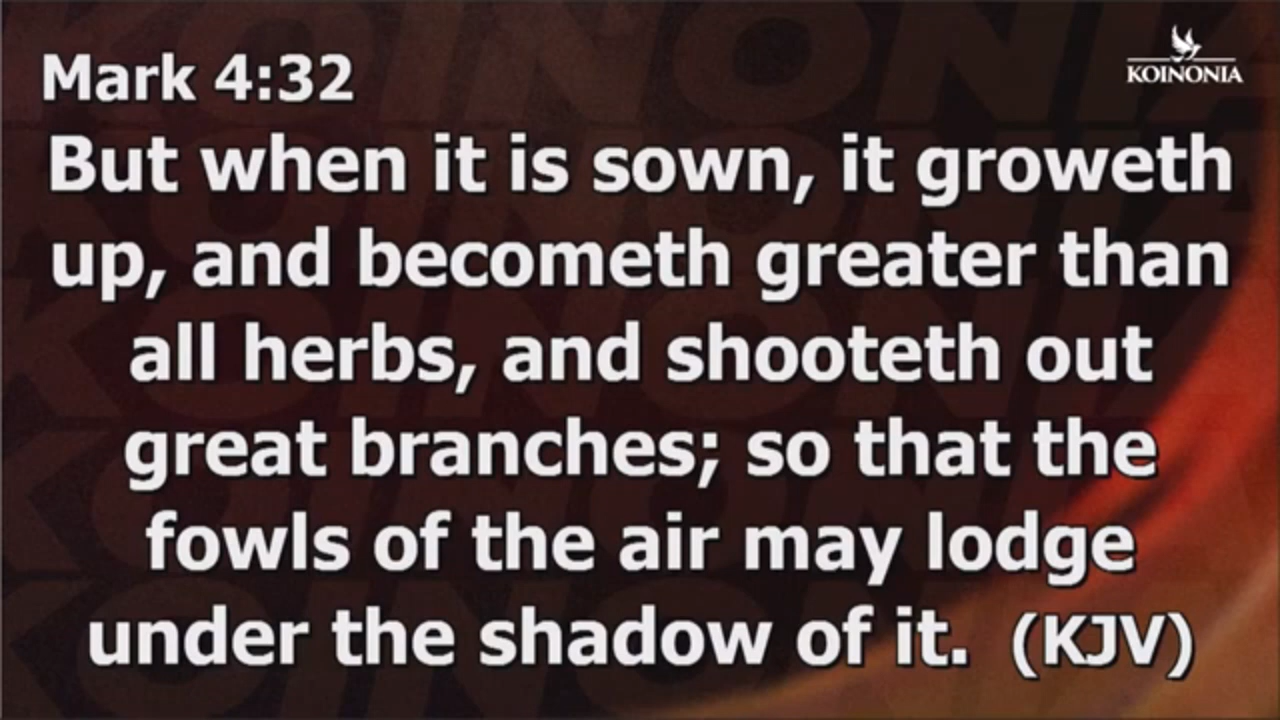 Mark 4:32
KOINONIA
But when it is sown, it groweth
up, and becometh greater than
all herbs, and shooteth out
great branches; so that the
fowls of the air may lodge
under the shadow of it. (KJV)